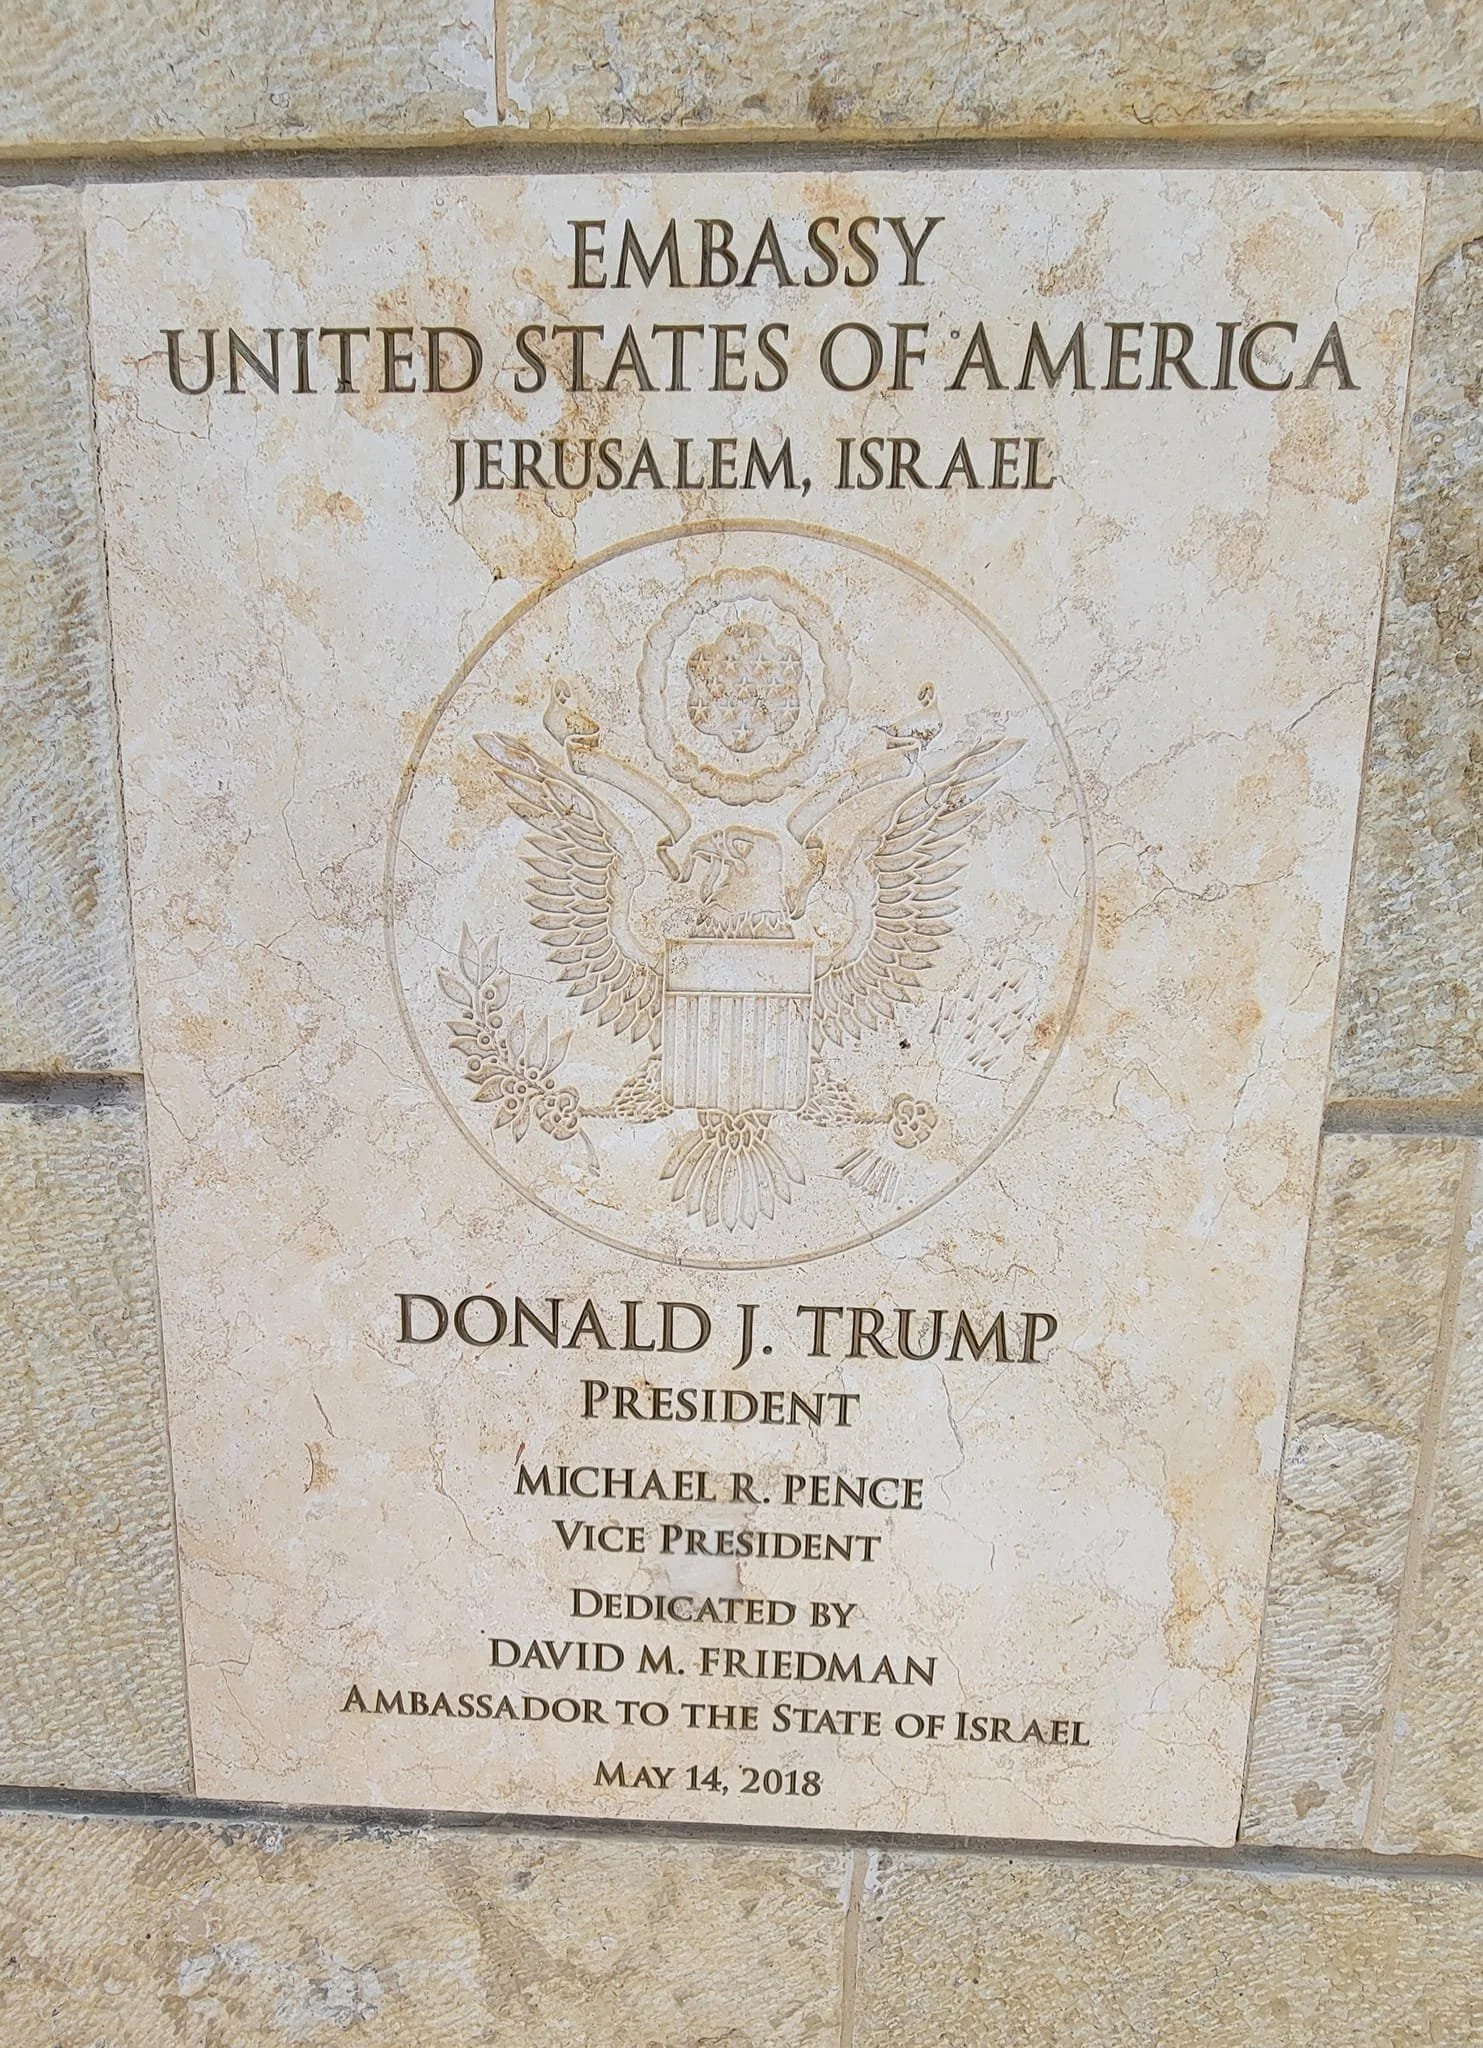 EMBASSY
UNITED STATES OF AMERICA
JERUSALEM, ISRAEL
DONALD J. TRUMP
PRESIDENT
MICHAEL R. PENCE
VICE PRESIDENT
DEDICATED BY
DAVID M. FRIEDMAN
AMBASSADOR TO THE STATE OF ISRAEL
MAY 14, 2018